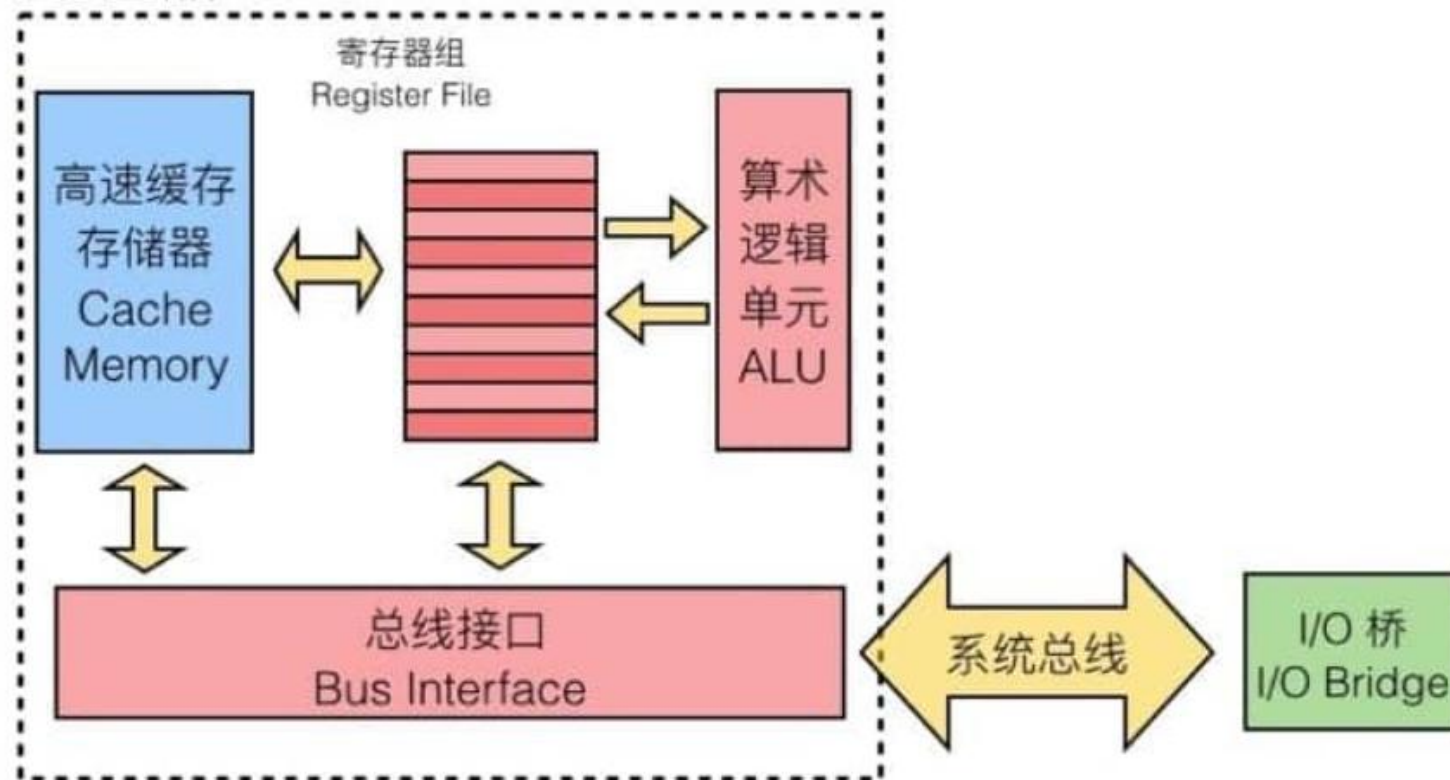 寄存器组
Register File
高速缓存
存储器
Cache
Memory
算术
逻辑
单元
ALU
总线接口
Bus Interface
系统总线
I/O 桥
I/O Bridge